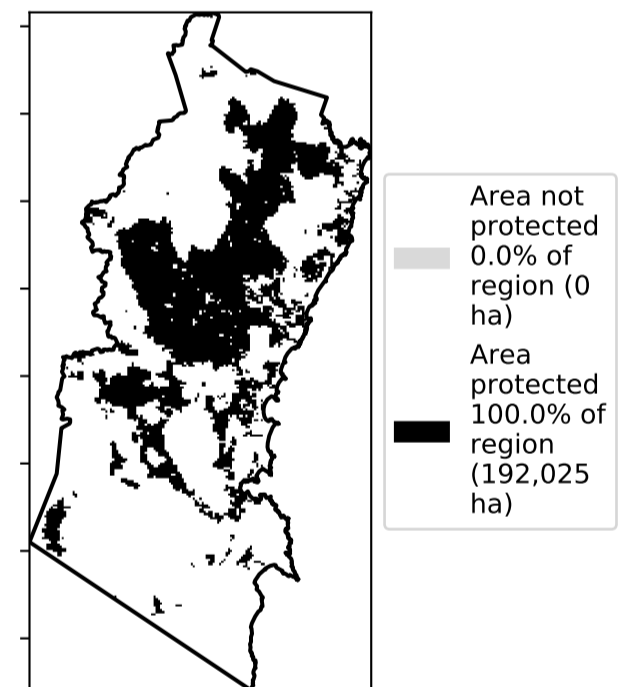 Area not
protected
0.0% of
region (0
ha)
Area
protected
100.0% of
region
(192,025
ha)